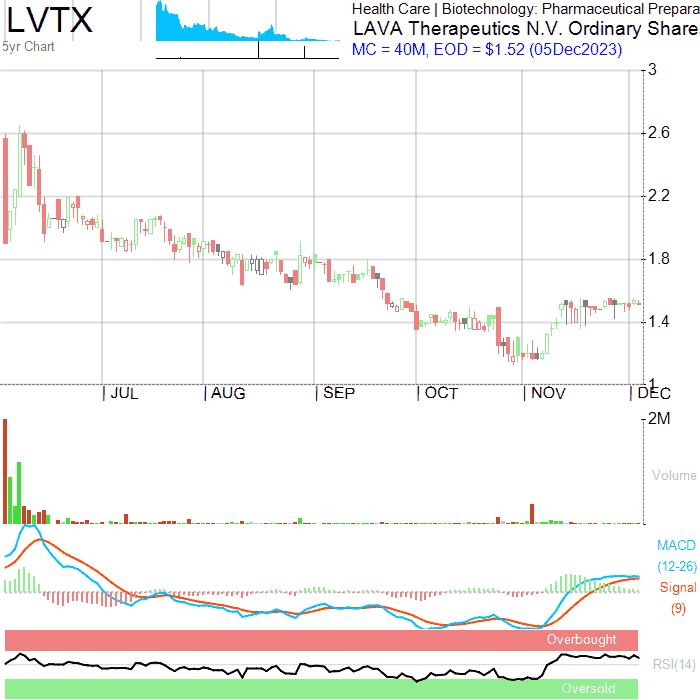 LVTX
5yr Chart
Health Care | Biotechnology: Pharmaceutical Prepara
LAVA Therapeutics N.V. Ordinary Share
MC = 40M, EOD = $1.52 (05Dec2023)
3
2.6
2.2
1.8
1.4
1
| JUL | AUG | SEP | OCT | NOV | DEC
2M
Volume
MACD
(12-26)
Signal
(9)
Overbought
RSI(14)
Oversold